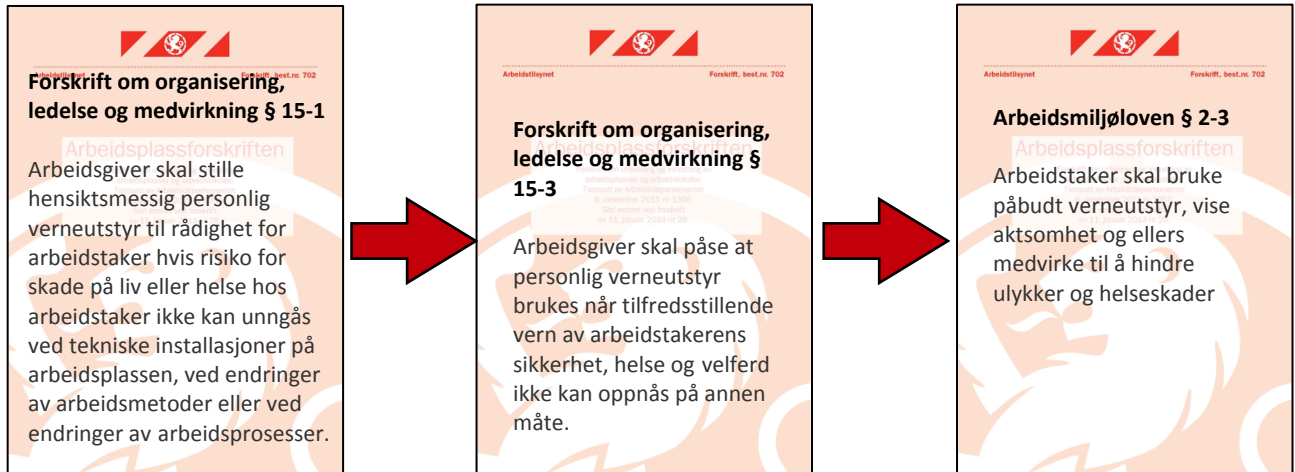 Arbeidstilsynet
Forskrift, best.nr. 702
Forskrift om organisering,
ledelse og medvirkning § 15-1
Arbeidsplassforskriften
Arbeidsgiver skal stille
hensiktsmessig personlig
verneutstyr til rådighet for
arbeidstaker hvis risiko for
skade på liv eller helse hos
arbeidstaker ikke kan unngås
ved tekniske installasjoner på
arbeidsplassen, ved endringer
av arbeidsmetoder eller ved
endringer av arbeidsprosesser.
Arbeidstilsynet
Forskrift, best.nr. 702
Forskrift om organisering,
ledelse og medvirkning §
15-3
Arbeidsplassforskriften
Arbeidsgiver skal påse at
personlig verneutstyr
brukes når tilfredsstillende
vern av arbeidstakerens
sikkerhet, helse og velferd
ikke kan oppnås på annen
måte.
Arbeidstilsynet
Forskrift, best.nr. 702
Arbeidsmiljøloven § 2-3
Arbeidsplassforskriften
Arbeidstaker skal bruke
påbudt verneutstyr, vise
aktsomhet og ellers
medvirke til å hindre
ulykker og helseskader